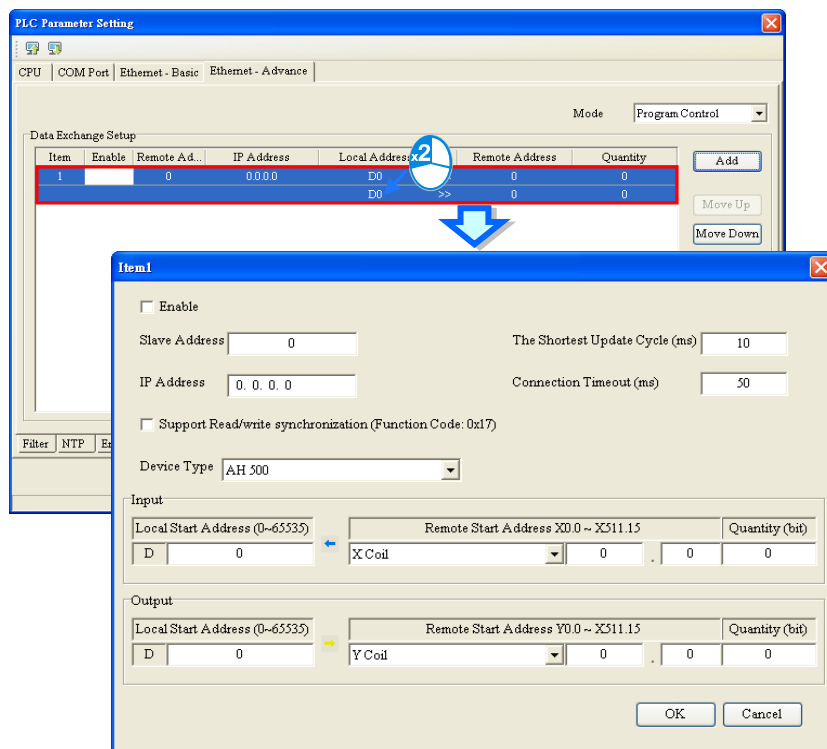 PLC Parameter Setting
CPU COM Port Ethernet - Basic Ethernet - Advance
Mode Program Control
Data Exchange Setup
Item Enable Remote Ad... IP Address Local Address Remote Address Quantity
1 0 0.0.0.0 D0 0 0
D0 >> 0 0
x2
Add
Move Up
Move Down
Filter NTP
Item1
Enable
Slave Address 0 The Shortest Update Cycle (ms) 10
IP Address 0. 0. 0. 0 Connection Timeout (ms) 50
Support Read/write synchronization (Function Code: 0x17)
Device Type AH 500
Input
Local Start Address (0~65535) Remote Start Address X0.0 ~ X511.15 Quantity (bit)
D 0 X Coil 0 . 0 0
Output
Local Start Address (0~65535) Remote Start Address Y0.0 ~ X511.15 Quantity (bit)
D 0 Y Coil 0 . 0 0
OK Cancel